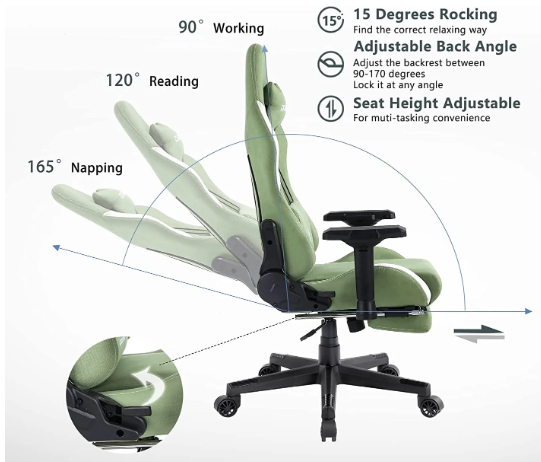 90° Working
15°
15 Degrees Rocking
Find the correct relaxing way
Adjustable Back Angle
Adjust the backrest between
90-170 degrees
Lock it at any angle
Seat Height Adjustable
For muti-tasking convenience
120° Reading
165° Napping